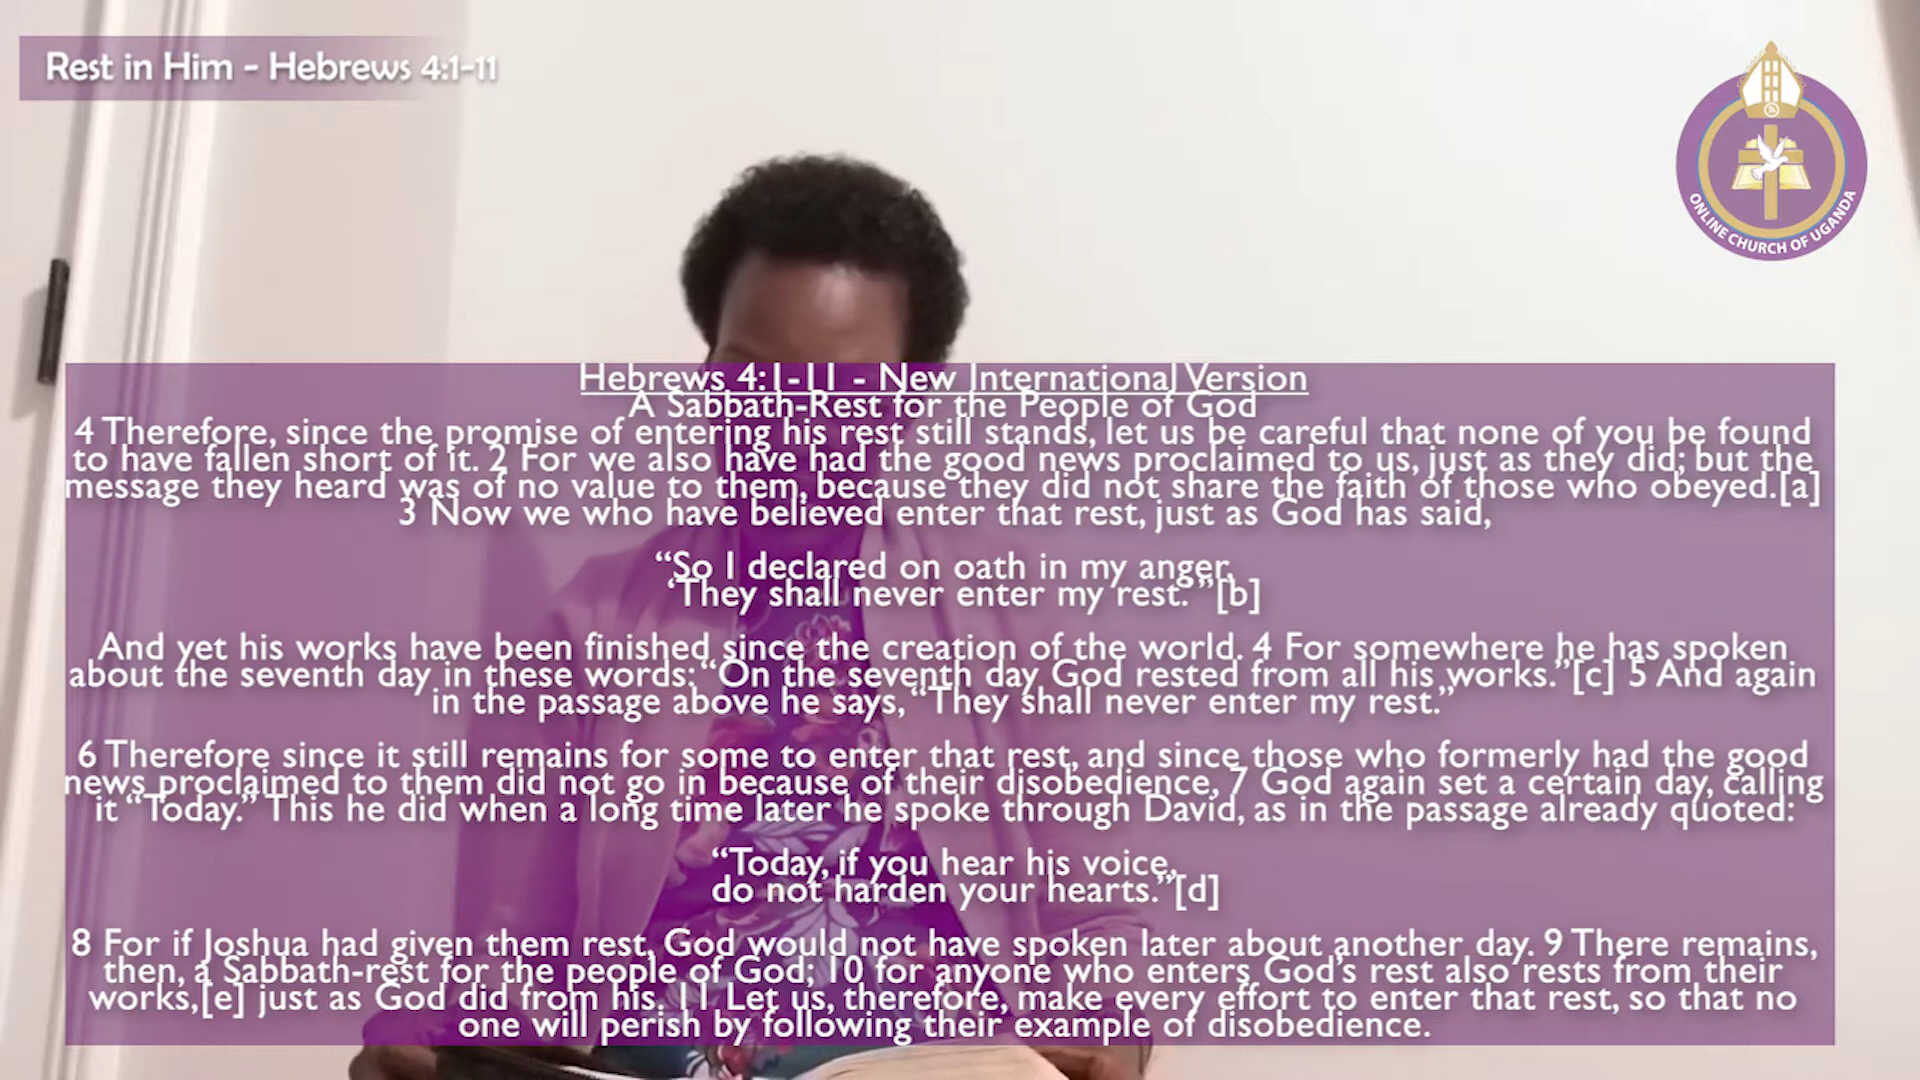 Rest in Him - Hebrews 4:1-11
ONLINE CHURCH OF UGANDA
Hebrews 4:1-11 - New International Version
A Sabbath-Rest for the People of God
4 Therefore, since the promise of entering his rest still stands, let us be careful that none of you be found
to have fallen short of it. 2 For we also have had the good news proclaimed to us, just as they did; but the
message they heard was of no value to them, because they did not share the faith of those who obeyed.[a]
3 Now we who have believed enter that rest, just as God has said,
“So I declared on oath in my anger,
‘They shall never enter my rest.’ ”[b]
And yet his works have been finished since the creation of the world. 4 For somewhere he has spoken
about the seventh day in these words: “On the seventh day God rested from all his works.”[c] 5 And again
in the passage above he says, “They shall never enter my rest.”
6 Therefore since it still remains for some to enter that rest, and since those who formerly had the good
news proclaimed to them did not go in because of their disobedience, 7 God again set a certain day, calling
it “Today.” This he did when a long time later he spoke through David, as in the passage already quoted:
“Today, if you hear his voice,
do not harden your hearts.”[d]
8 For if Joshua had given them rest, God would not have spoken later about another day. 9 There remains,
then, a Sabbath-rest for the people of God; 10 for anyone who enters God’s rest also rests from their
works,[e] just as God did from his. 11 Let us, therefore, make every effort to enter that rest, so that no
one will perish by following their example of disobedience.